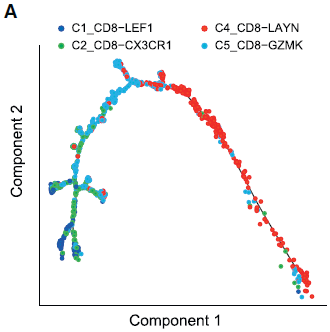 A
C1_CD8-LEF1 C4_CD8-LAYN
C2_CD8-CX3CR1 C5_CD8-GZMK
Component 2
Component 1